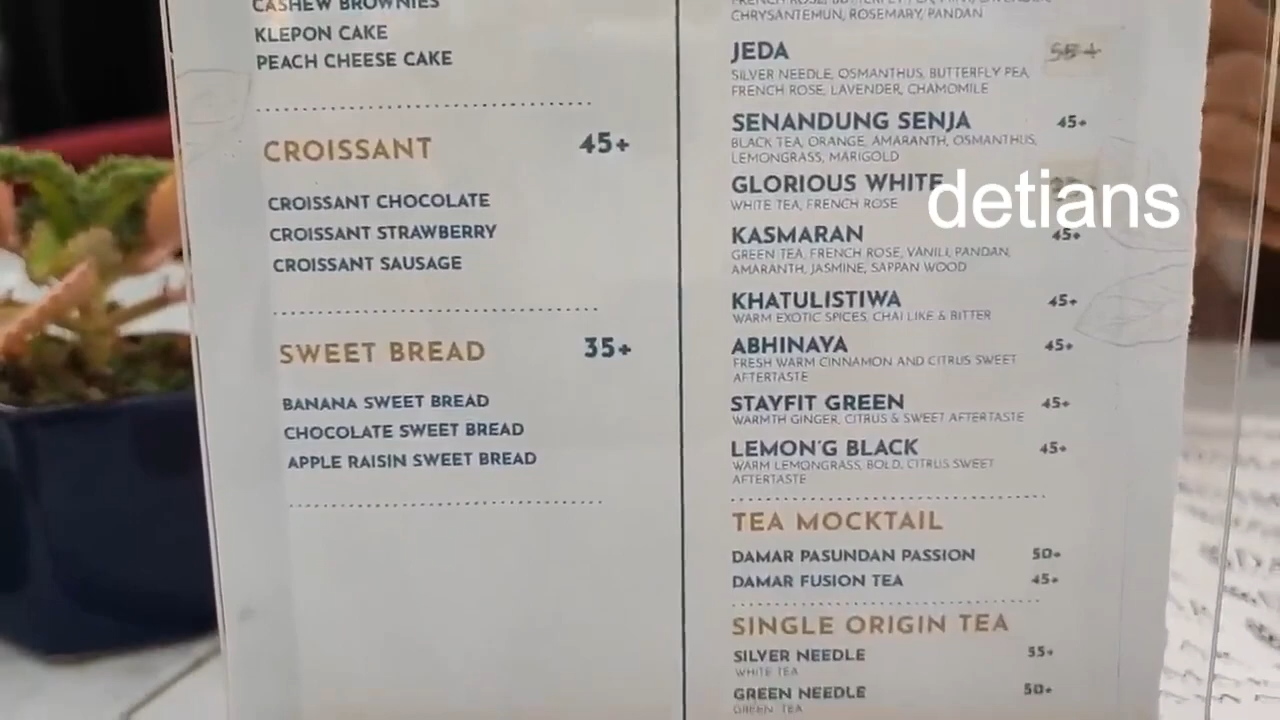 CASHEW BROWNIES
KLEPON CAKE
PEACH CHEESE CAKE
CROISSANT 45+
CROISSANT CHOCOLATE
CROISSANT STRAWBERRY
CROISSANT SAUSAGE
SWEET BREAD 35+
BANANA SWEET BREAD
CHOCOLATE SWEET BREAD
APPLE RAISIN SWEET BREAD
CHRYSANTEMUN, ROSEMARY, PANDAN
JEDA 55+
SILVER NEEDLE, OSMANTHUS, BUTTERFLY PEA,
FRENCH ROSE, LAVENDER, CHAMOMILE
SENANDUNG SENJA 45+
BLACK TEA, ORANGE, AMARANTH, OSMANTHUS,
LEMONGRASS, MARIGOLD
GLORIOUS WHITE
WHITE TEA, FRENCH ROSE
detians
KASMARAN 45+
GREEN TEA, FRENCH ROSE, VANILI, PANDAN,
AMARANTH, JASMINE, SAPPAN WOOD
KHATULISTIWA 45+
WARM EXOTIC SPICES, CHAI LIKE & BITTER
ABHINAYA 45+
FRESH WARM CINNAMON AND CITRUS SWEET
AFTERTASTE
STAYFIT GREEN 45+
WARMTH GINGER, CITRUS & SWEET AFTERTASTE
LEMON'G BLACK 45+
WARM LEMONGRASS, BOLD, CITRUS SWEET
AFTERTASTE
TEA MOCKTAIL
DAMAR PASUNDAN PASSION 50+
DAMAR FUSION TEA 45+
SINGLE ORIGIN TEA
SILVER NEEDLE 55+
WHITE TEA
GREEN NEEDLE 50+
GREEN TEA